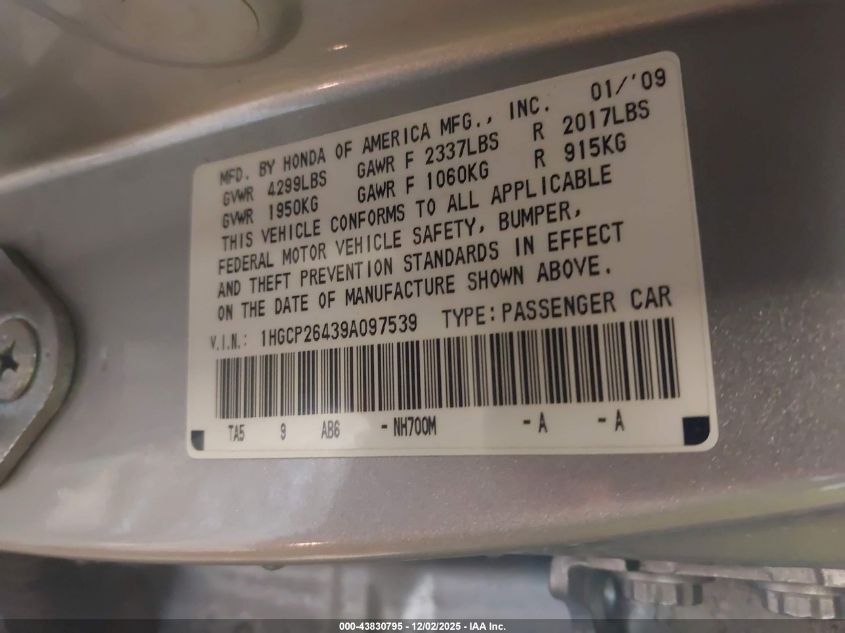 MFD. BY HONDA OF AMERICA MFG., INC. 01/'09
GVWR 4299LBS GAWR F 2337LBS R 2017LBS
GVWR 1950KG GAWR F 1060KG R 915KG
THIS VEHICLE CONFORMS TO ALL APPLICABLE
FEDERAL MOTOR VEHICLE SAFETY, BUMPER,
AND THEFT PREVENTION STANDARDS IN EFFECT
ON THE DATE OF MANUFACTURE SHOWN ABOVE.
V.I.N.: 1HGCP26439A097539 TYPE:PASSENGER CAR
TA5 9 AB6 -NH700M -A -A
000-43830795 - 12/02/2025 - IAA Inc.